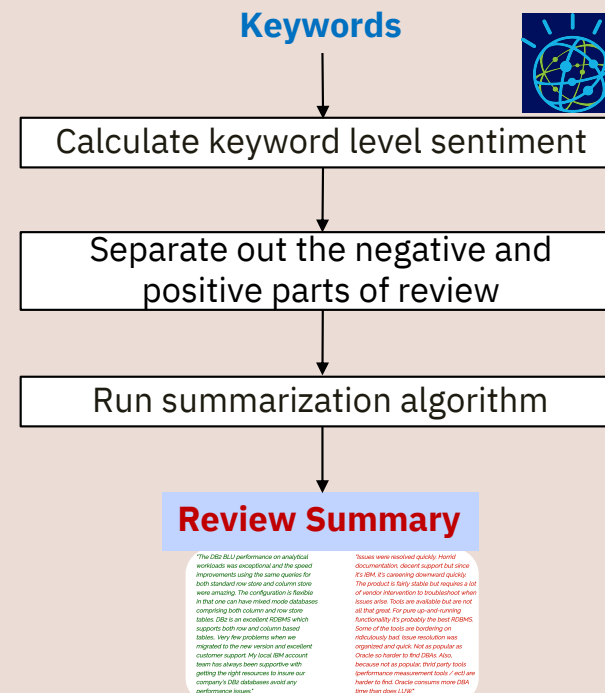 Keywords
Calculate keyword level sentiment
Separate out the negative and
positive parts of review
Run summarization algorithm
Review Summary
"The DB2 BLU performance on analytical
workloads was exceptional and the speed
improvements using the same queries for
both standard row store and column store
were amazing. The configuration is flexible
in that one can have mixed mode databases
comprising both column and row store
tables. DB2 is an excellent RDBMS which
supports both row and column based
tables. Very few problems when we
migrated to the new version and excellent
customer support. My local IBM account
team has always been supportive with
getting the right resources to insure our
company's DB2 databases avoid any
performance issues."
"Issues were resolved quickly. Horrid
documentation. decent support but since
it's IBM, it's careening downward quickly.
The product is fairly stable but requires a lot
of vendor intervention to troubleshoot when
issues arise. Tools are available but are not
all that great. For pure up-and-running
functionality it's probably the best RDBMS.
Some of the tools are bordering on
ridiculously bad. Issue resolution was
organized and quick. Not as popular as
Oracle so harder to find DBAs. Also,
because not as popular, thrid party tools
(performance measurement tools / ect) are
harder to find. Oracle consumes more DBA
time than does LUW"